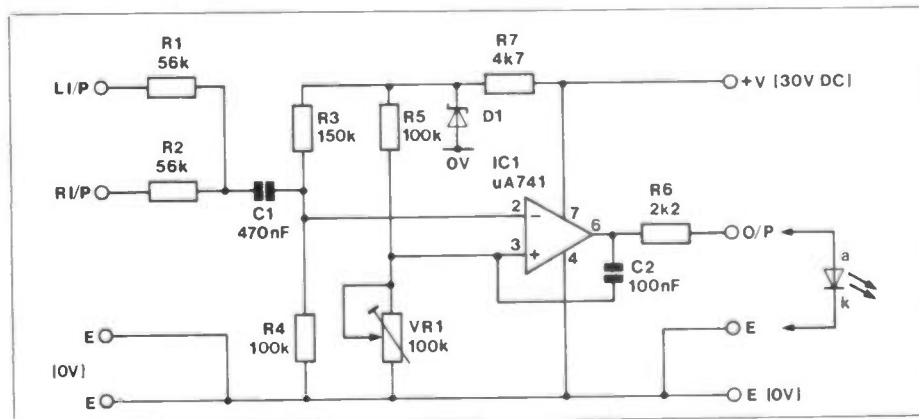 R1
56k
L I/P
R2
56k
R I/P
C1
470nF
R3
150k
R5
100k
D1
0V
R7
4k7
+V (30V DC)
IC1
uA741
2
−
3
+
7
6
4
R6
2k2
O/P
C2
100nF
a
k
E
R4
100k
VR1
100k
E
(0V)
E
E (0V)